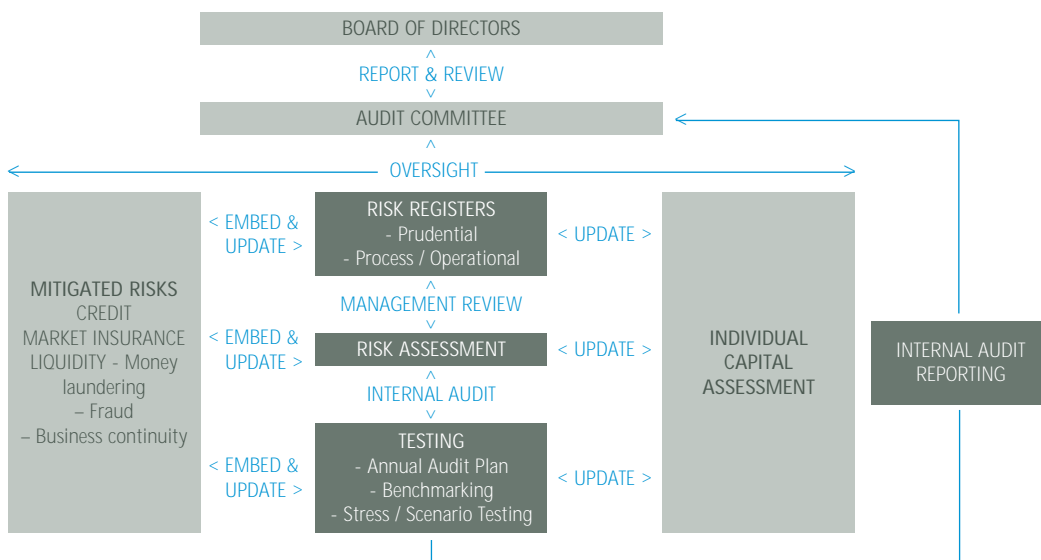 BOARD OF DIRECTORS
^
REPORT & REVIEW
v
AUDIT COMMITTEE
^
OVERSIGHT
MITIGATED RISKS
CREDIT
MARKET INSURANCE
LIQUIDITY - Money
laundering
– Fraud
– Business continuity
< EMBED &
UPDATE >
RISK REGISTERS
- Prudential
- Process / Operational
< UPDATE >
^
MANAGEMENT REVIEW
v
< EMBED &
UPDATE >
RISK ASSESSMENT
< UPDATE >
^
INTERNAL AUDIT
v
< EMBED &
UPDATE >
TESTING
- Annual Audit Plan
- Benchmarking
- Stress / Scenario Testing
< UPDATE >
INDIVIDUAL
CAPITAL
ASSESSMENT
INTERNAL AUDIT
REPORTING